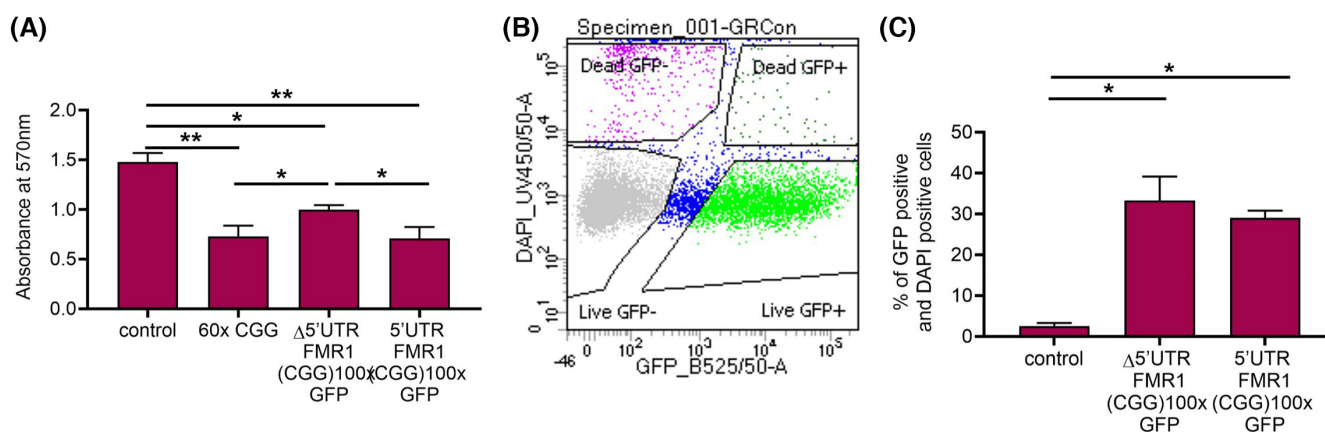 (A)
**
*
**
*
*
2.0
1.5
1.0
0.5
0.0
Absorbance at 570nm
control
60x CGG
Δ5'UTR
FMR1
(CGG)100x
GFP
5'UTR
FMR1
(CGG)100x
GFP
(B)
Specimen_001-GRCon
Dead GFP-
Dead GFP+
Live GFP-
Live GFP+
DAPI_UV450/50-A
10^5
10^4
10^3
10^2
10^1
0
-46
0
10^2
10^3
10^4
10^5
GFP_B525/50-A
(C)
*
*
50
40
30
20
10
0
% of GFP positive
and DAPI positive cells
control
Δ5'UTR
FMR1
(CGG)100x
GFP
5'UTR
FMR1
(CGG)100x
GFP